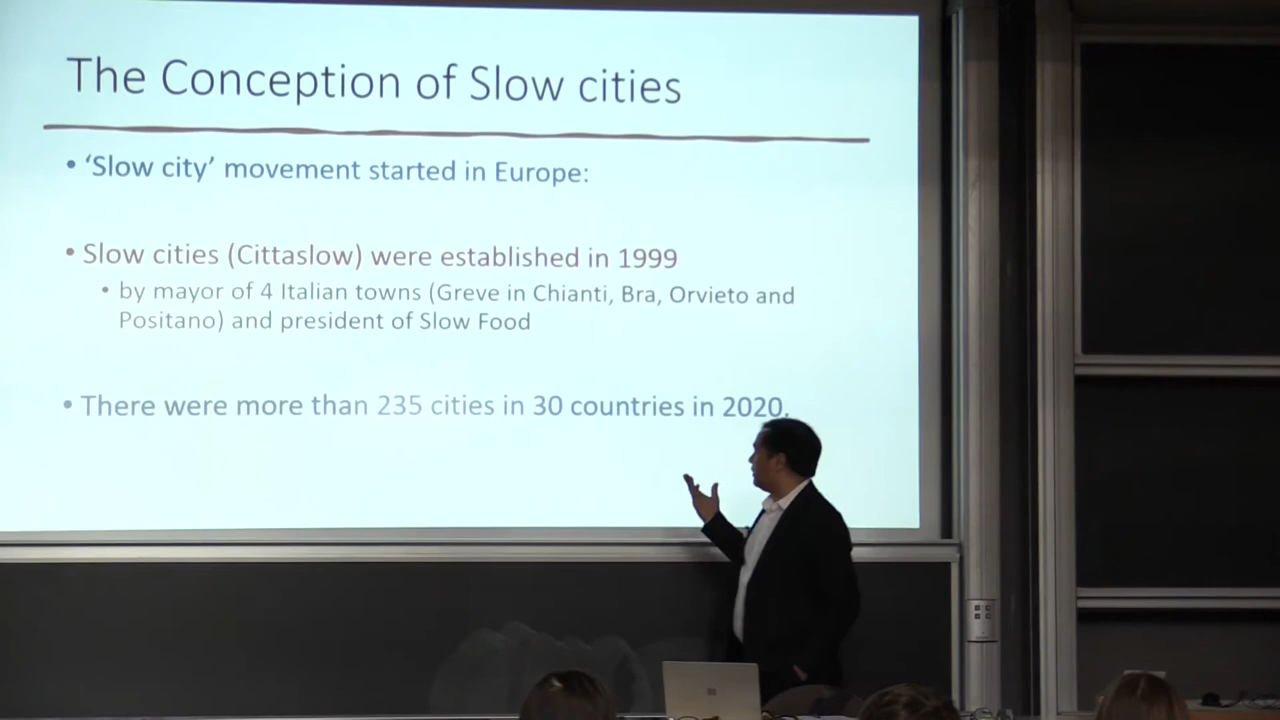 The Conception of Slow cities
• ‘Slow city’ movement started in Europe:
• Slow cities (Cittaslow) were established in 1999
• by mayor of 4 Italian towns (Greve in Chianti, Bra, Orvieto and
Positano) and president of Slow Food
• There were more than 235 cities in 30 countries in 2020.